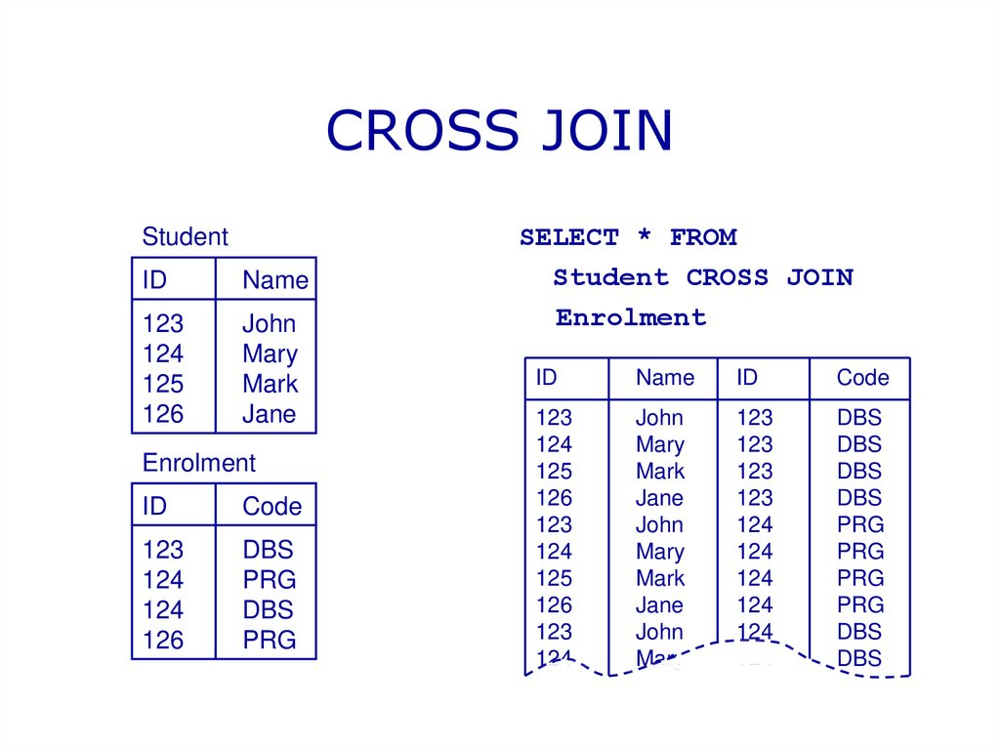 CROSS JOIN
Student
ID Name
123 John
124 Mary
125 Mark
126 Jane
Enrolment
ID Code
123 DBS
124 PRG
124 DBS
126 PRG
SELECT * FROM
Student CROSS JOIN
Enrolment
ID Name ID Code
123 John 123 DBS
124 Mary 123 DBS
125 Mark 123 DBS
126 Jane 123 DBS
123 John 124 PRG
124 Mary 124 PRG
125 Mark 124 PRG
126 Jane 124 PRG
123 John 124 DBS
124 Mary DBS